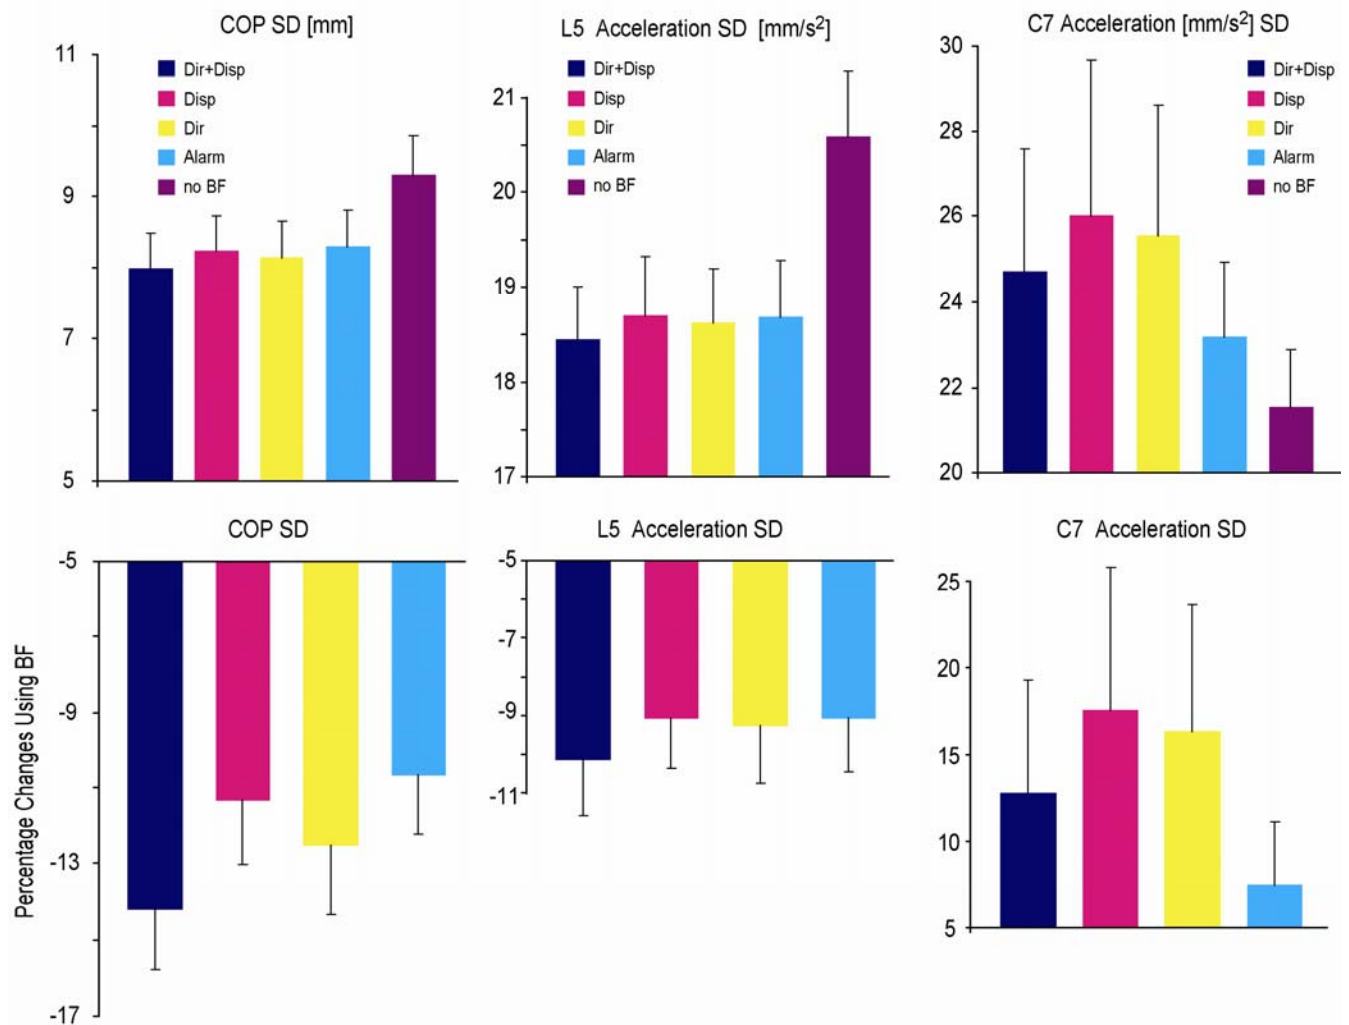 COP SD [mm]
11
9
7
5
Dir+Disp
Disp
Dir
Alarm
no BF
L5 Acceleration SD [mm/s²]
21
20
19
18
17
Dir+Disp
Disp
Dir
Alarm
no BF
C7 Acceleration [mm/s²] SD
30
28
26
24
22
20
Dir+Disp
Disp
Dir
Alarm
no BF
Percentage Changes Using BF
COP SD
-5
-9
-13
-17
L5 Acceleration SD
-5
-7
-9
-11
C7 Acceleration SD
25
20
15
10
5